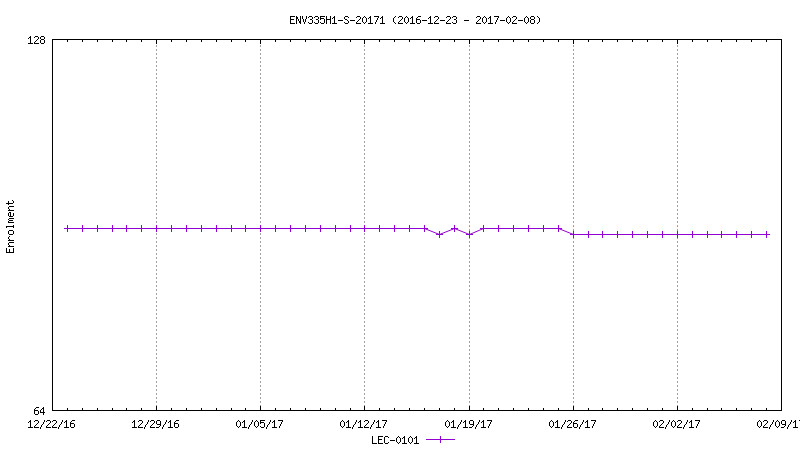 ENV335H1-S-20171 (2016-12-23 - 2017-02-08)
128
Enrolment
64
12/22/16 12/29/16 01/05/17 01/12/17 01/19/17 01/26/17 02/02/17 02/09/1
LEC-0101